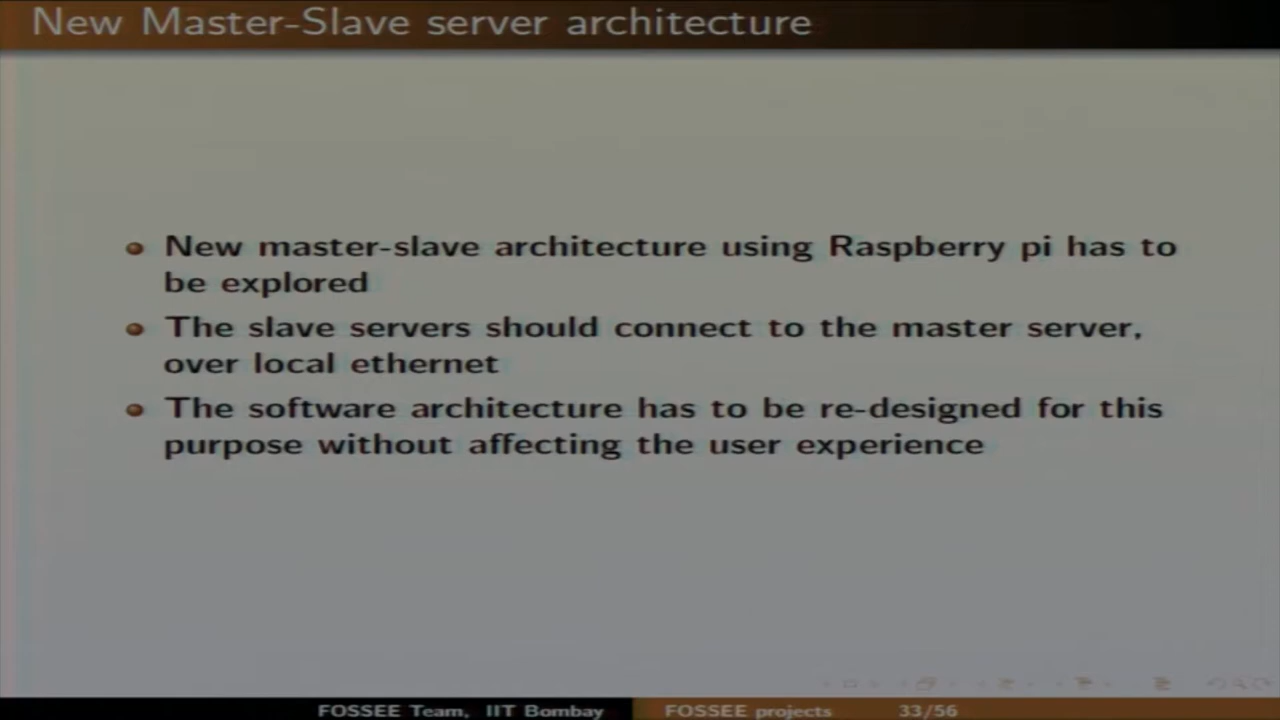 New Master-Slave server architecture
New master-slave architecture using Raspberry pi has to
be explored
The slave servers should connect to the master server,
over local ethernet
The software architecture has to be re-designed for this
purpose without affecting the user experience
FOSSEE Team, IIT Bombay FOSSEE projects 33/56